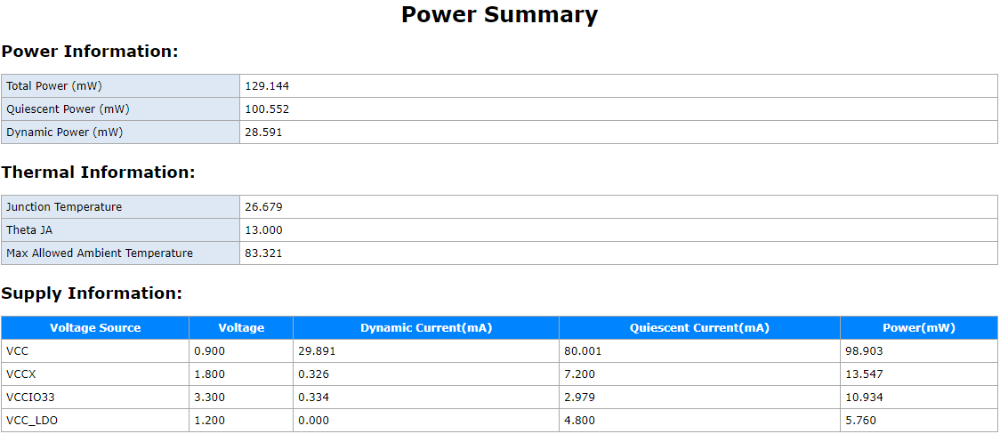 Power Summary
Power Information:
Total Power (mW) 129.144
Quiescent Power (mW) 100.552
Dynamic Power (mW) 28.591
Thermal Information:
Junction Temperature 26.679
Theta JA 13.000
Max Allowed Ambient Temperature 83.321
Supply Information:
Voltage Source Voltage Dynamic Current(mA) Quiescent Current(mA) Power(mW)
VCC 0.900 29.891 80.001 98.903
VCCX 1.800 0.326 7.200 13.547
VCCIO33 3.300 0.334 2.979 10.934
VCC_LDO 1.200 0.000 4.800 5.760